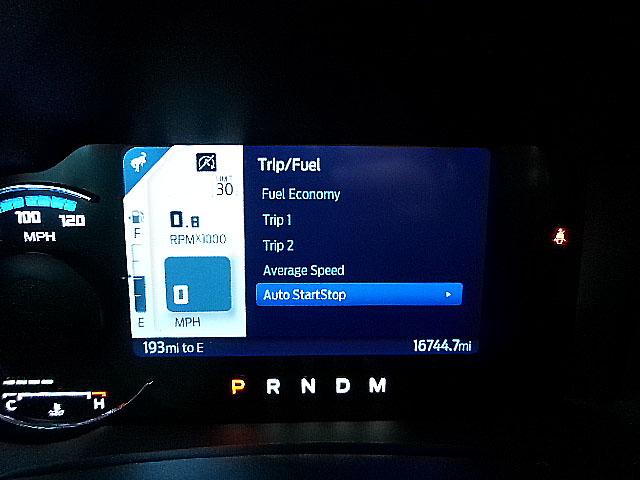 Trip/Fuel
LIMIT
30
Fuel Economy
100 120
MPH
F
0.8
RPMX1000
Trip 1
Trip 2
Average Speed
Auto StartStop
0
E
MPH
193mi to E
16744.7mi
P R N D M
C H